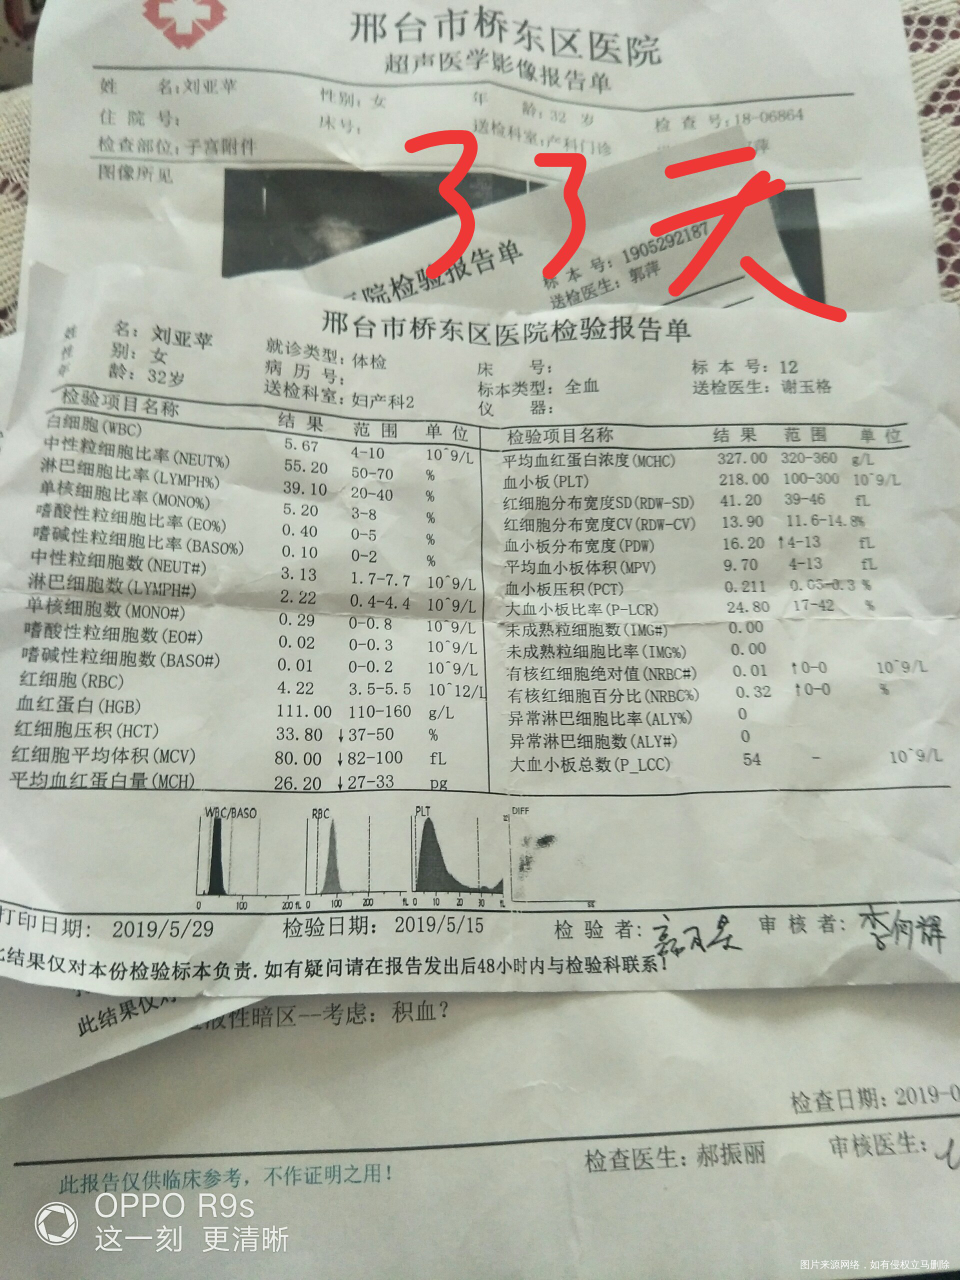 邢台市桥东区医院
超声医学影像报告单
姓 名:刘亚苹 性别:女 年 龄:32 岁 检 查 号:18-06864
住 院 号: 床号: 送检科室:产科门诊
检查部位:子宫附件
图像所见
33天
医院检验报告单
标 本 号:1905292187
送检医生:郭萍
邢台市桥东区医院检验报告单
姓 名: 刘亚苹 就诊类型:体检 床 号: 标 本 号:12
性 别: 女 病 历 号: 标本类型:全血 送检医生:谢玉格
年 龄: 32岁 送检科室:妇产科2 仪 器:
检验项目名称 结 果 范 围 单 位 检验项目名称 结 果 范 围 单 位
白细胞(WBC) 5.67 4-10 10^9/L 平均血红蛋白浓度(MCHC) 327.00 320-360 g/L
中性粒细胞比率(NEUT%) 55.20 50-70 % 血小板(PLT) 218.00 100-300 10^9/L
淋巴细胞比率(LYMPH%) 39.10 20-40 % 红细胞分布宽度SD(RDW-SD) 41.20 39-46 fL
单核细胞比率(MONO%) 5.20 3-8 % 红细胞分布宽度CV(RDW-CV) 13.90 11.6-14.8%
嗜酸性粒细胞比率(EO%) 0.40 0-5 % 血小板分布宽度(PDW) 16.20 ↑4-13 fL
嗜碱性粒细胞比率(BASO%) 0.10 0-2 % 平均血小板体积(MPV) 9.70 4-13 fL
中性粒细胞数(NEUT#) 3.13 1.7-7.7 10^9/L 血小板压积(PCT) 0.211 0.05-0.3 %
淋巴细胞数(LYMPH#) 2.22 0.4-4.4 10^9/L 大血小板比率(P-LCR) 24.80 17-42 %
单核细胞数(MONO#) 0.29 0-0.8 10^9/L 未成熟粒细胞数(IMG#) 0.00
嗜酸性粒细胞数(EO#) 0.02 0-0.3 10^9/L 未成熟粒细胞比率(IMG%) 0.00
嗜碱性粒细胞数(BASO#) 0.01 0-0.2 10^9/L 有核红细胞绝对值(NRBC#) 0.01 ↑0-0 10^9/L
红细胞(RBC) 4.22 3.5-5.5 10^12/L 有核红细胞百分比(NRBC%) 0.32 ↑0-0 %
血红蛋白(HGB) 111.00 110-160 g/L 异常淋巴细胞比率(ALY%) 0
红细胞压积(HCT) 33.80 ↓37-50 % 异常淋巴细胞数(ALY#) 0
红细胞平均体积(MCV) 80.00 ↓82-100 fL 大血小板总数(P_LCC) 54 - 10^9/L
平均血红蛋白量(MCH) 26.20 ↓27-33 pg
WBC/BASO RBC PLT DIFF
0 100 200 fL 0 100 200 fL 0 10 20 30 fL
打印日期: 2019/5/29 检验日期: 2019/5/15 检 验 者: 审 核 者:
此结果仅对本份检验标本负责.如有疑问请在报告发出后48小时内与检验科联系!
此结果仅对
液性暗区--考虑:积血?
检查日期:2019-0
检查医生:郝振丽 审核医生:
此报告仅供临床参考，不作证明之用!
OPPO R9s
这一刻 更清晰
图片来源网络，如有侵权立马删除